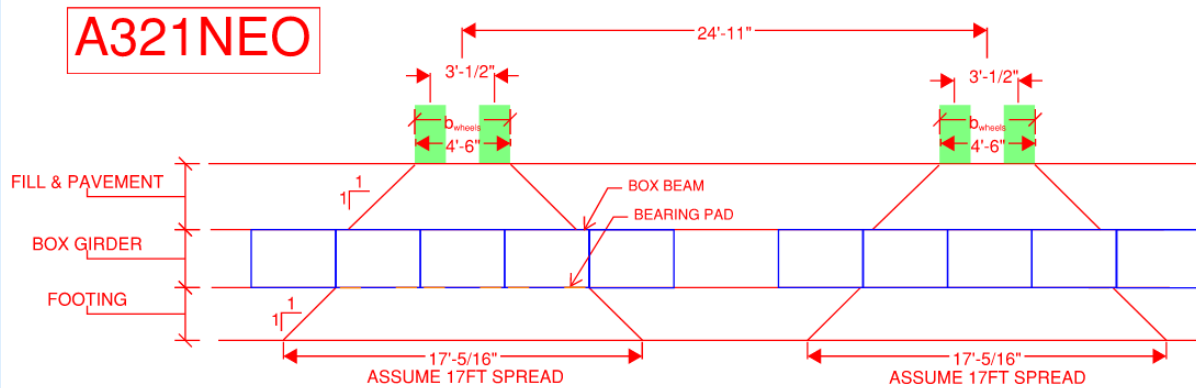 A321NEO
24'-11"
3'-1/2"
3'-1/2"
bwheels
4'-6"
bwheels
4'-6"
FILL & PAVEMENT
1
1
BOX BEAM
BEARING PAD
BOX GIRDER
FOOTING
1
1
17'-5/16"
ASSUME 17FT SPREAD
17'-5/16"
ASSUME 17FT SPREAD